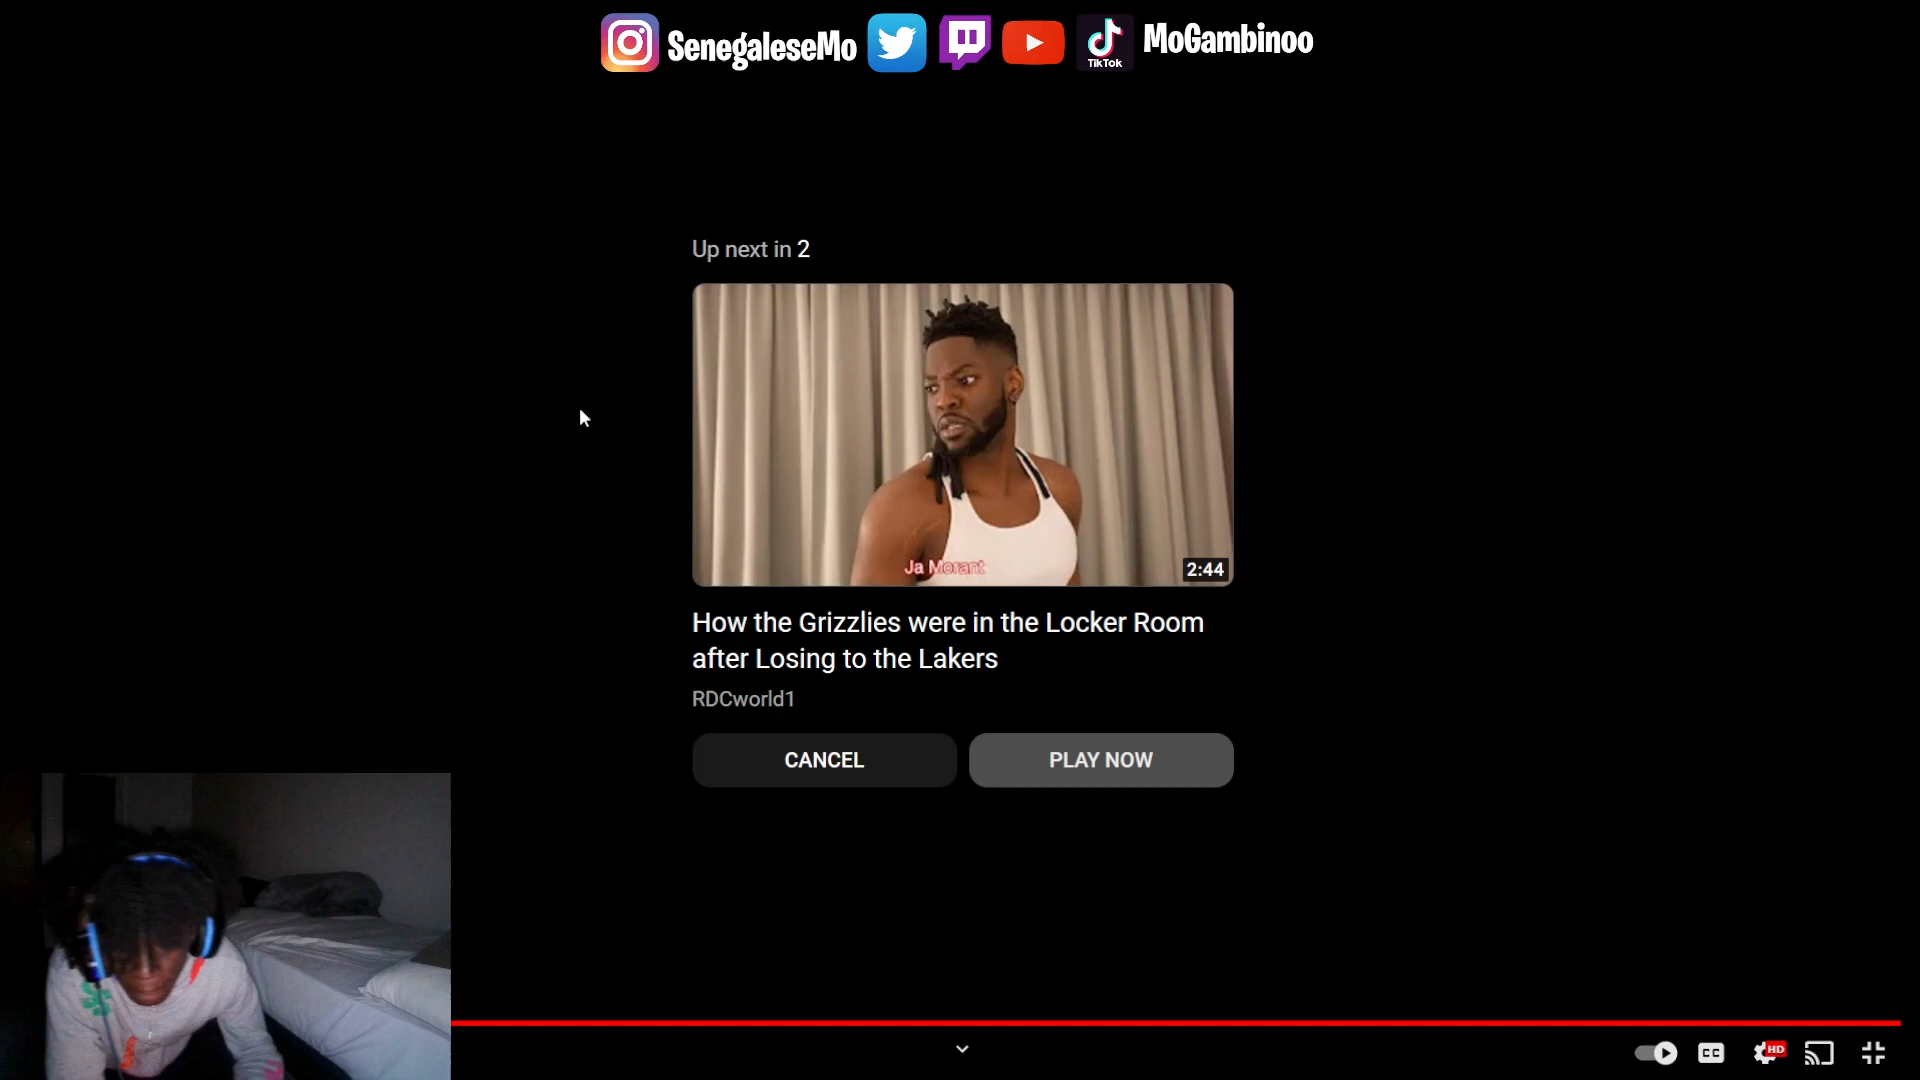 SenegaleseMo
TikTok
MoGambinoo
Up next in 2
Ja Morant
2:44
How the Grizzlies were in the Locker Room
after Losing to the Lakers
RDCworld1
CANCEL
PLAY NOW
CC
HD